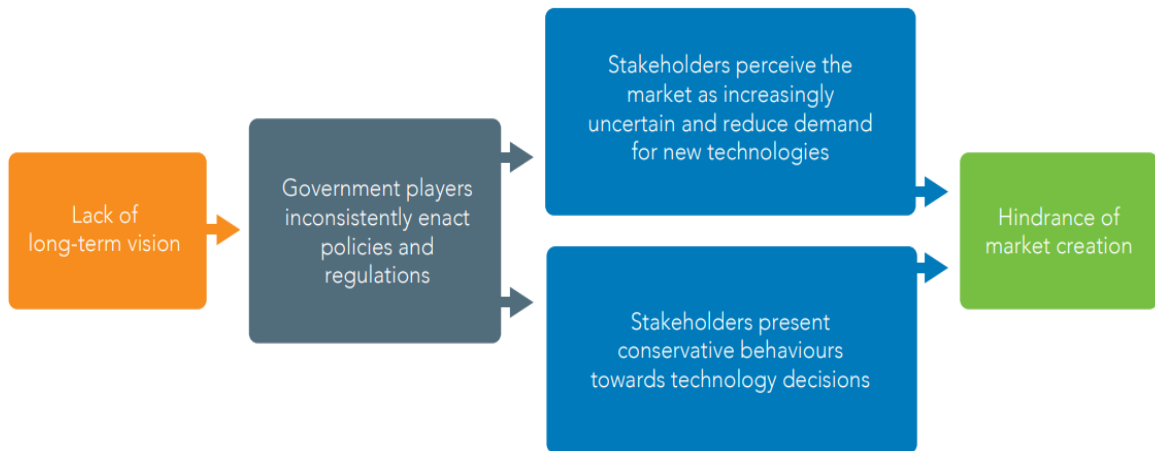 Lack of
long-term vision
Government players
inconsistently enact
policies and
regulations
Stakeholders perceive the
market as increasingly
uncertain and reduce demand
for new technologies
Stakeholders present
conservative behaviours
towards technology decisions
Hindrance of
market creation